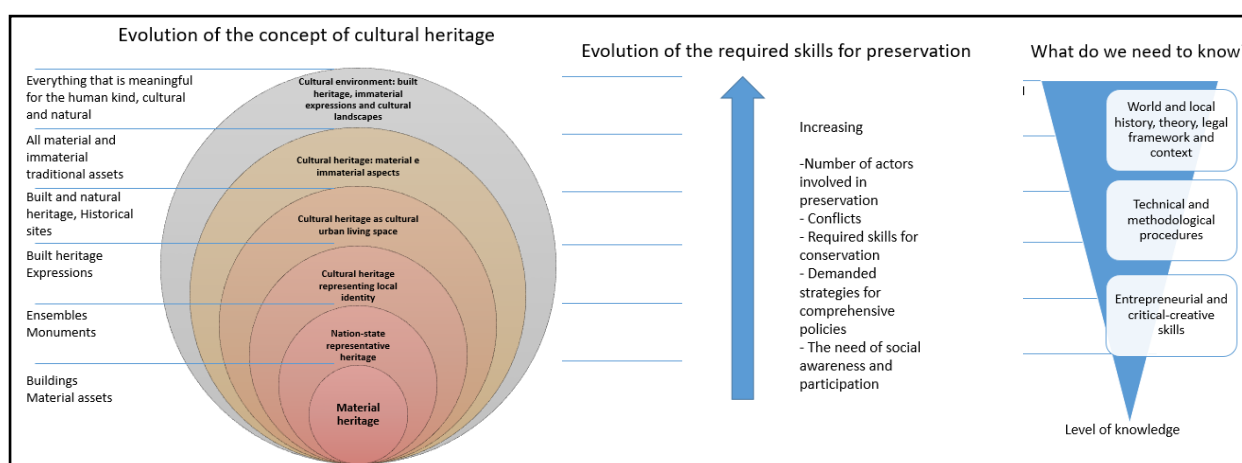 Evolution of the concept of cultural heritage
Everything that is meaningful
for the human kind, cultural
and natural
All material and
immaterial
traditional assets
Built and natural
heritage, Historical
sites
Built heritage
Expressions
Ensembles
Monuments
Buildings
Material assets
Cultural environment: built
heritage, immaterial
expressions and cultural
landscapes
Cultural heritage: material e
immaterial aspects
Cultural heritage as cultural
urban living space
Cultural heritage
representing local
identity
Nation-state
representative
heritage
Material
heritage
Evolution of the required skills for preservation
Increasing
-Number of actors
involved in
preservation
- Conflicts
- Required skills for
conservation
- Demanded
strategies for
comprehensive
policies
- The need of social
awareness and
participation
What do we need to know
World and local
history, theory, legal
framework and
context
Technical and
methodological
procedures
Entrepreneurial and
critical-creative
skills
Level of knowledge